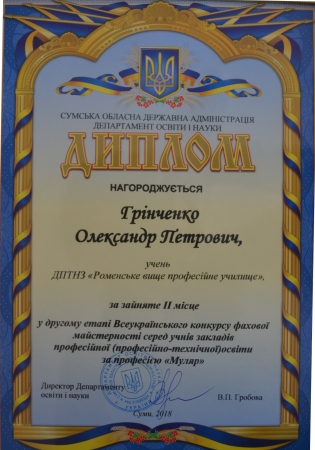 СУМСЬКА ОБЛАСНА ДЕРЖАВНА АДМІНІСТРАЦІЯ
ДЕПАРТАМЕНТ ОСВІТИ І НАУКИ
ДИПЛОМ
НАГОРОДЖУЄТЬСЯ
Грінченко
Олександр Петрович,
учень
ДПТНЗ «Роменське вище професійне училище»,
за зайняте ІІ місце
у другому етапі Всеукраїнського конкурсу фахової
майстерності серед учнів закладів
професійної (професійно-технічної)освіти
за професією «Муляр»
Директор Департаменту
освіти і науки
В.П. Гробова
Суми, 2018